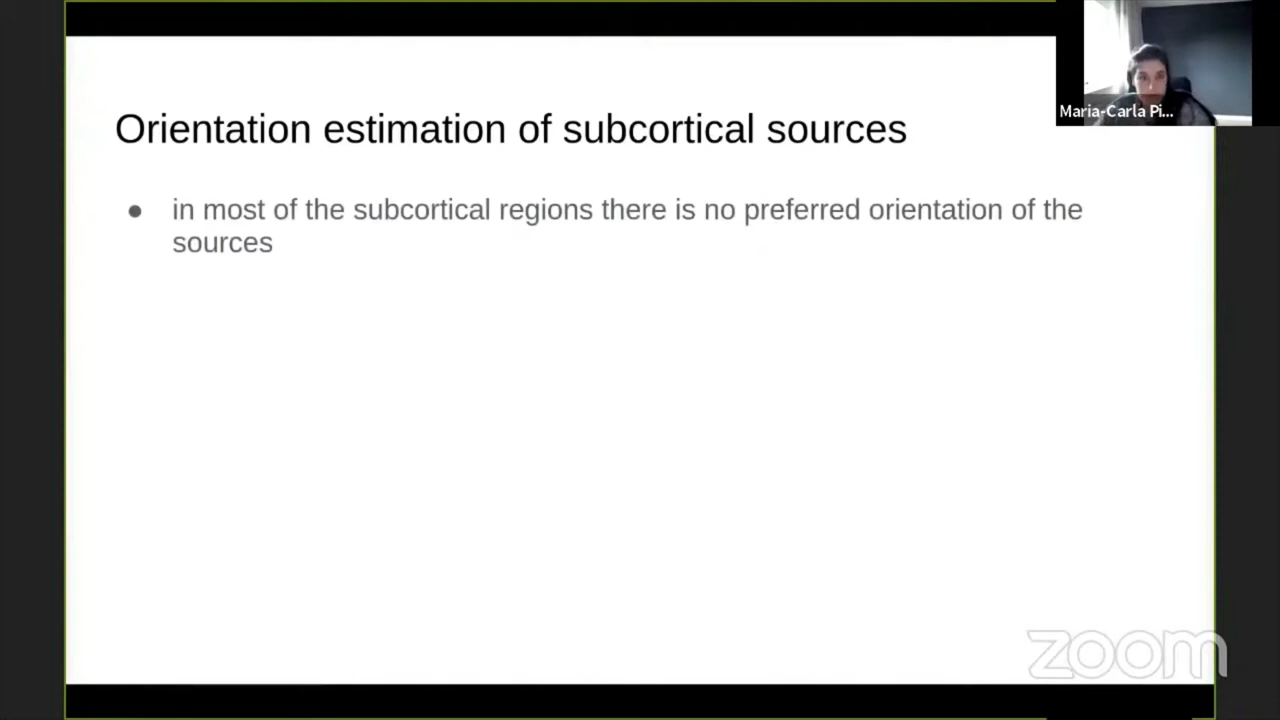 Maria-Carla Pi...
Orientation estimation of subcortical sources
● in most of the subcortical regions there is no preferred orientation of the
sources
zoom